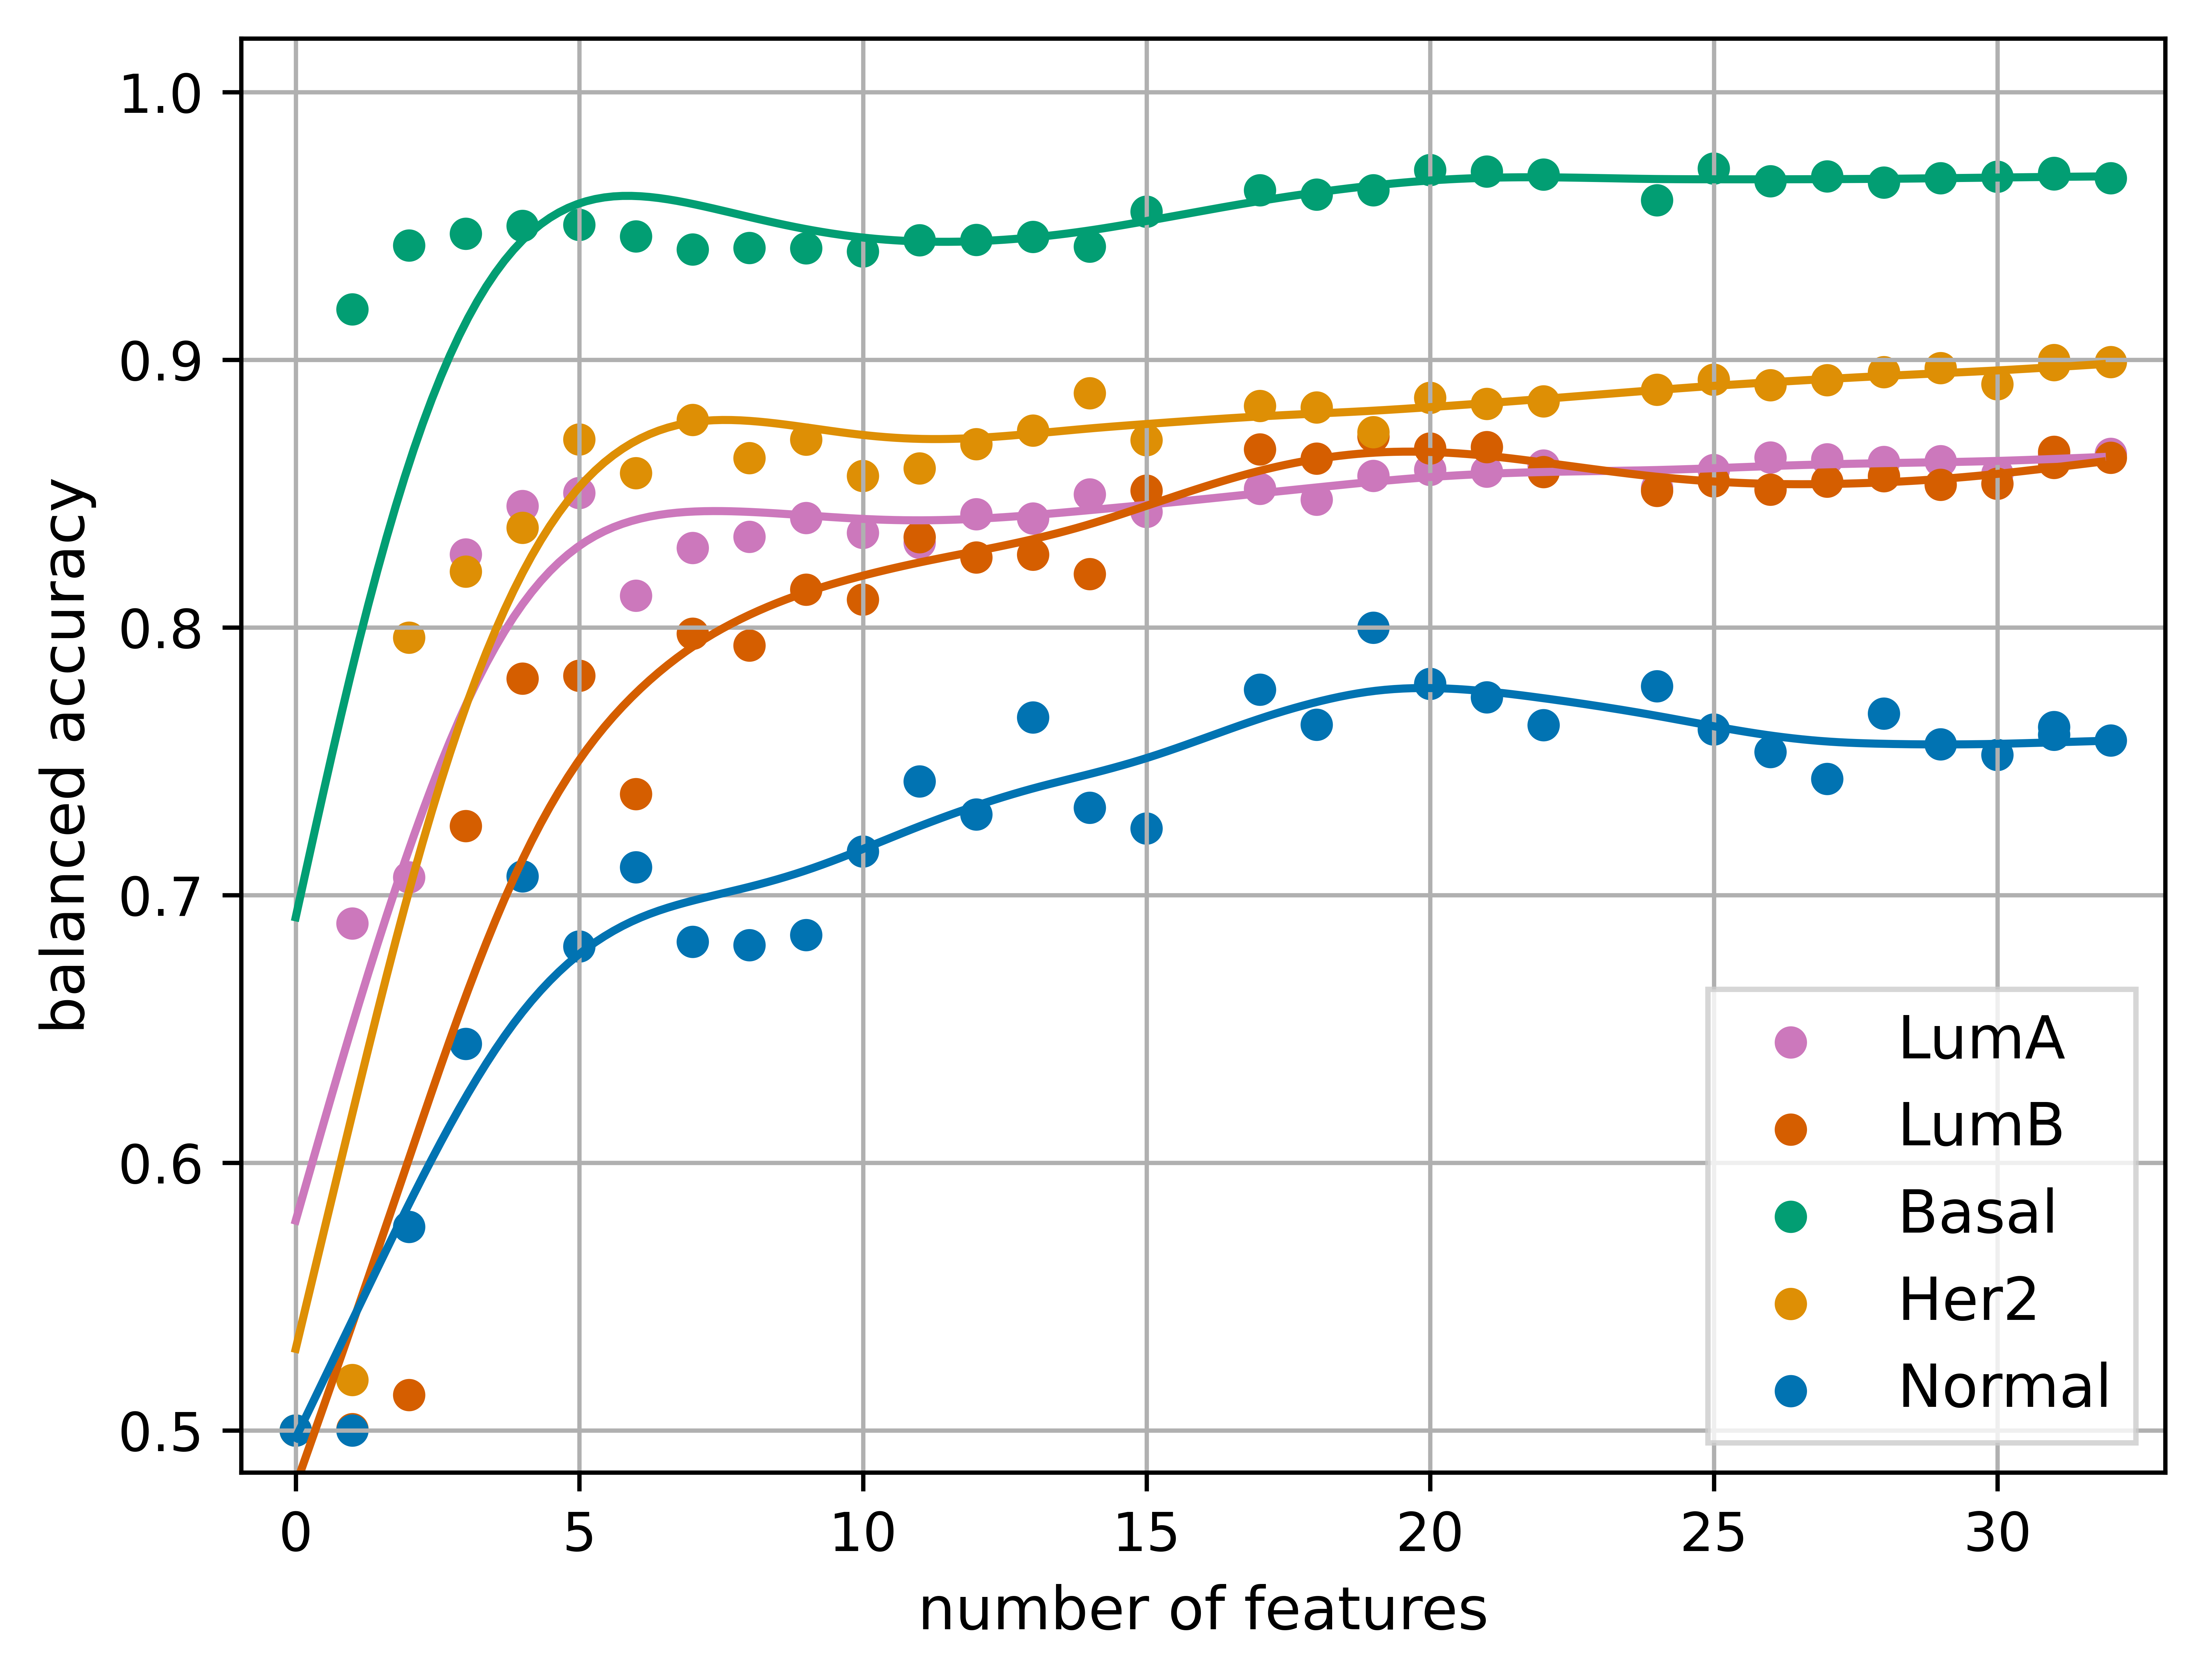 1.0
0.9
0.8
0.7
0.6
0.5
balanced accuracy
0 5 10 15 20 25 30
number of features
LumA
LumB
Basal
Her2
Normal